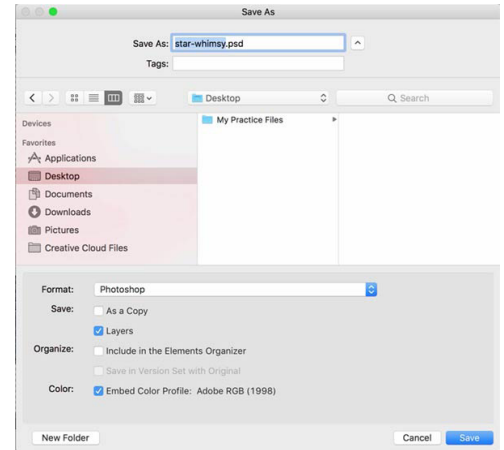 Save As
Save As: star-whimsy.psd
Tags:
Desktop
Search
Devices
Favorites
Applications
Desktop
Documents
Downloads
Pictures
Creative Cloud Files
My Practice Files
Format: Photoshop
Save: As a Copy
Layers
Organize: Include in the Elements Organizer
Save in Version Set with Original
Color: Embed Color Profile: Adobe RGB (1998)
New Folder Cancel Save